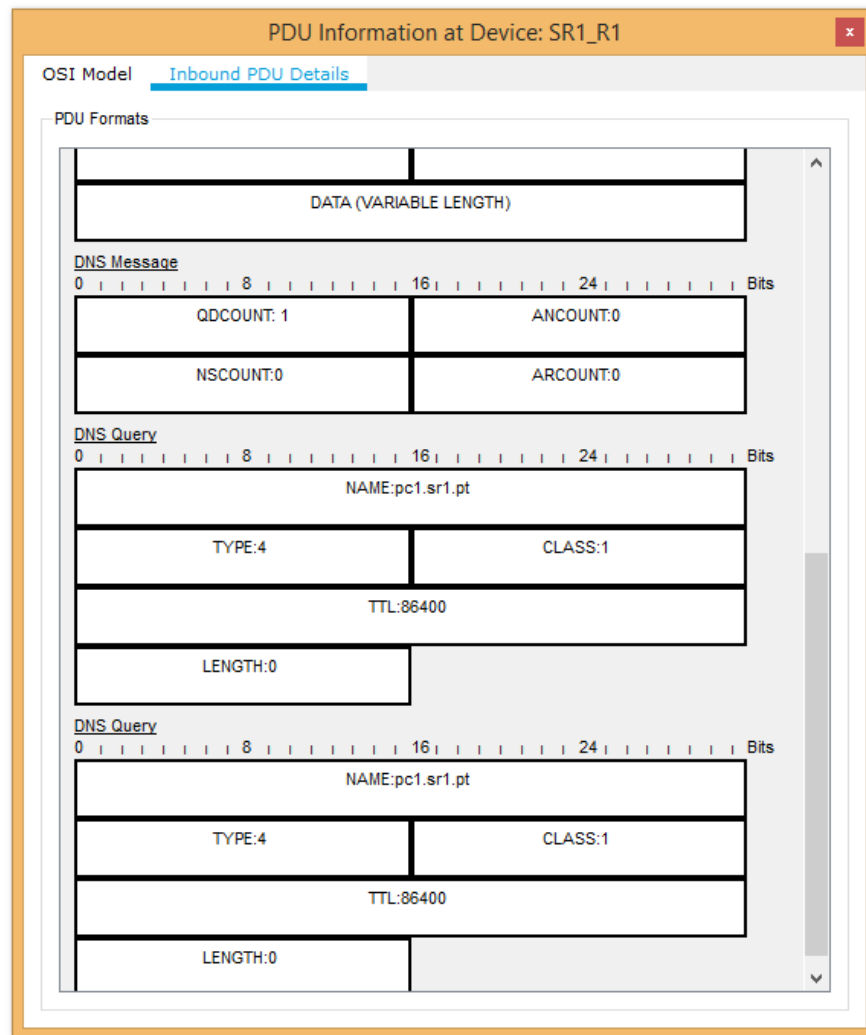 PDU Information at Device: SR1_R1
x
OSI Model Inbound PDU Details
PDU Formats
DATA (VARIABLE LENGTH)
DNS Message
0 8 16 24 Bits
QDCOUNT: 1 ANCOUNT:0
NSCOUNT:0 ARCOUNT:0
DNS Query
0 8 16 24 Bits
NAME:pc1.sr1.pt
TYPE:4 CLASS:1
TTL:86400
LENGTH:0
DNS Query
0 8 16 24 Bits
NAME:pc1.sr1.pt
TYPE:4 CLASS:1
TTL:86400
LENGTH:0